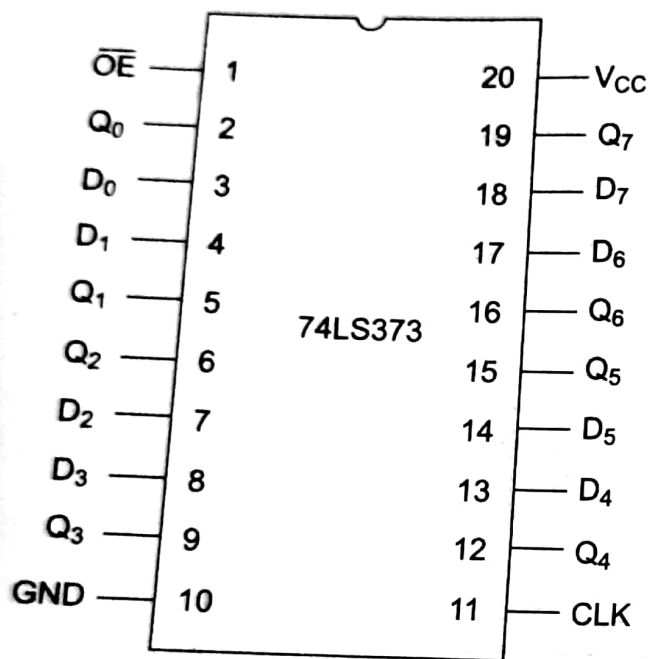 O̅E̅ 1 20 V_CC
Q₀ 2 19 Q₇
D₀ 3 18 D₇
D₁ 4 17 D₆
Q₁ 5 16 Q₆
74LS373
Q₂ 6 15 Q₅
D₂ 7 14 D₅
D₃ 8 13 D₄
Q₃ 9 12 Q₄
GND 10 11 CLK